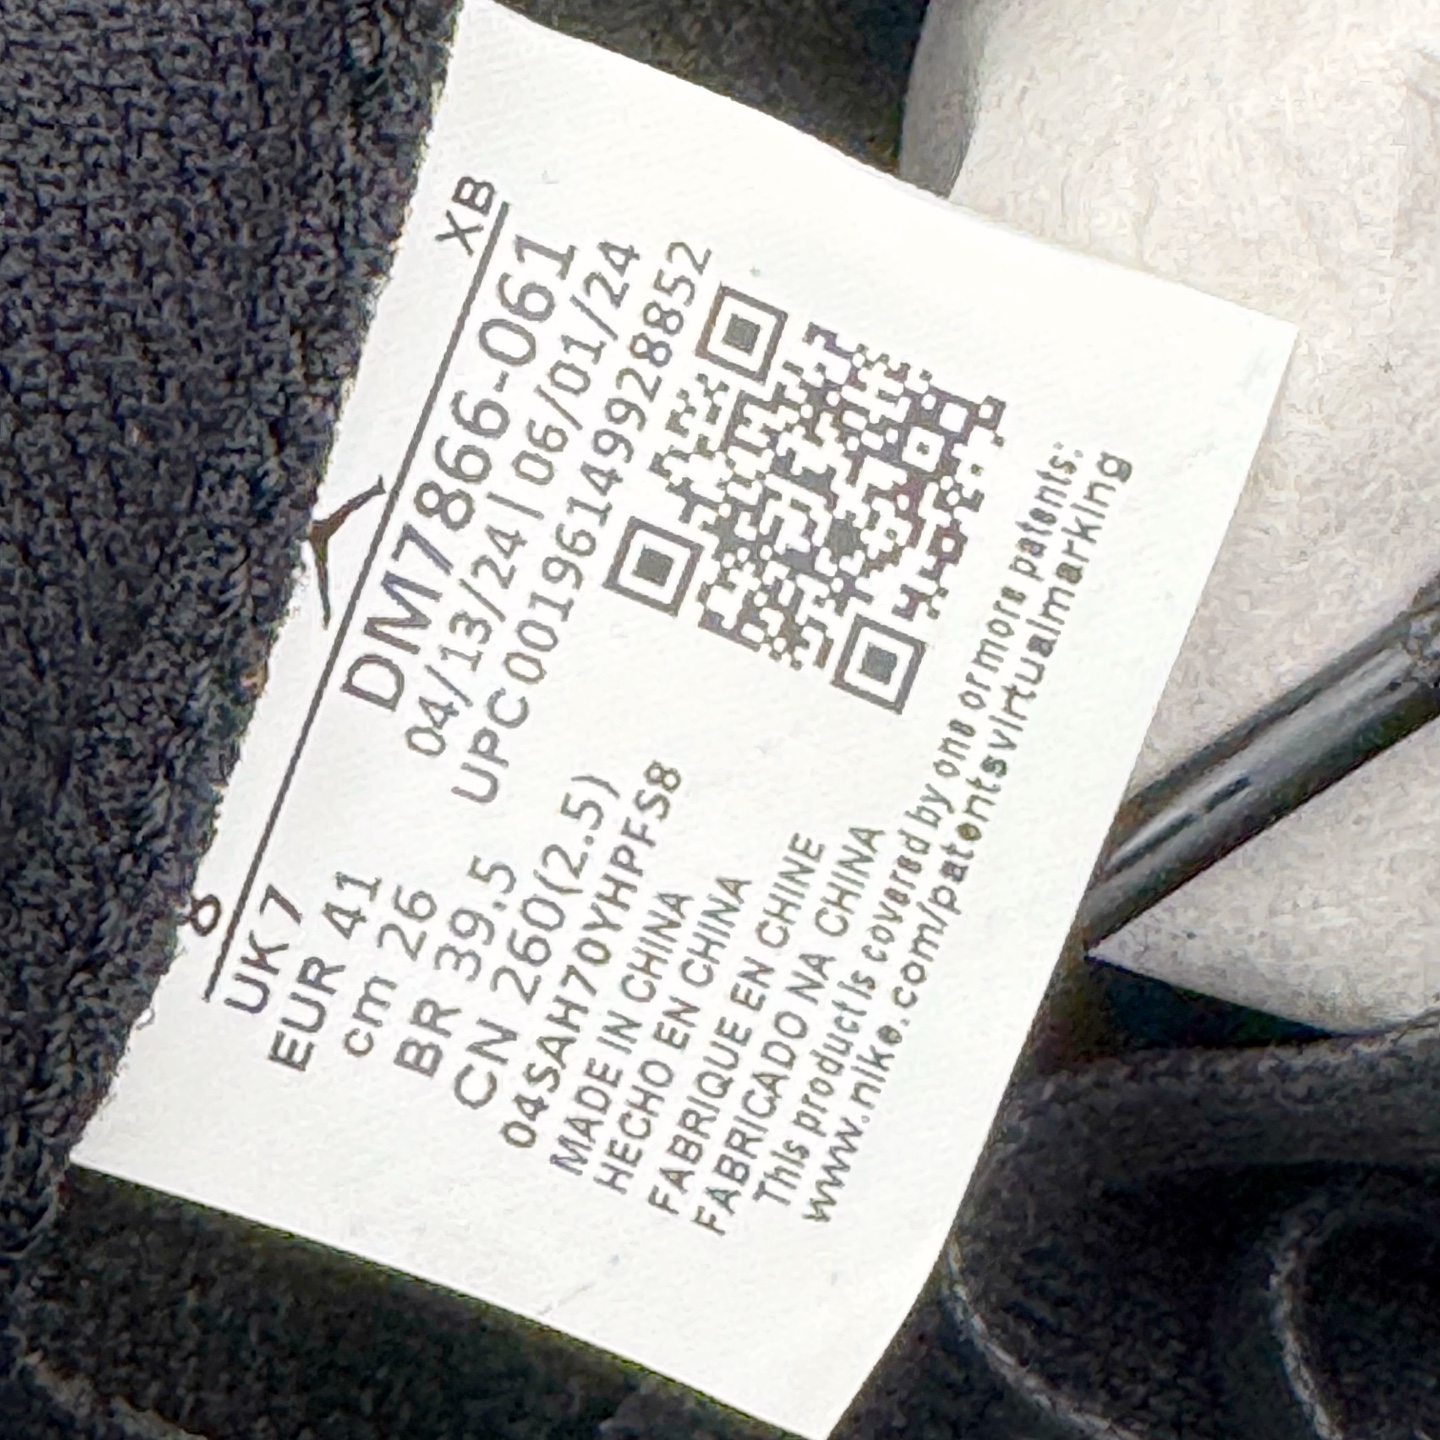 8
XB
UK 7
EUR 41
cm 26
BR 39.5
CN 260(2.5)
DM7866-061
04/13/24|06/01/24
UPC00196149928852
04SAH70YHPFS8
MADE IN CHINA
HECHO EN CHINA
FABRIQUE EN CHINE
FABRICADO NA CHINA
This product is covered by one or more patents:
www.nike.com/patentsvirtualmarking